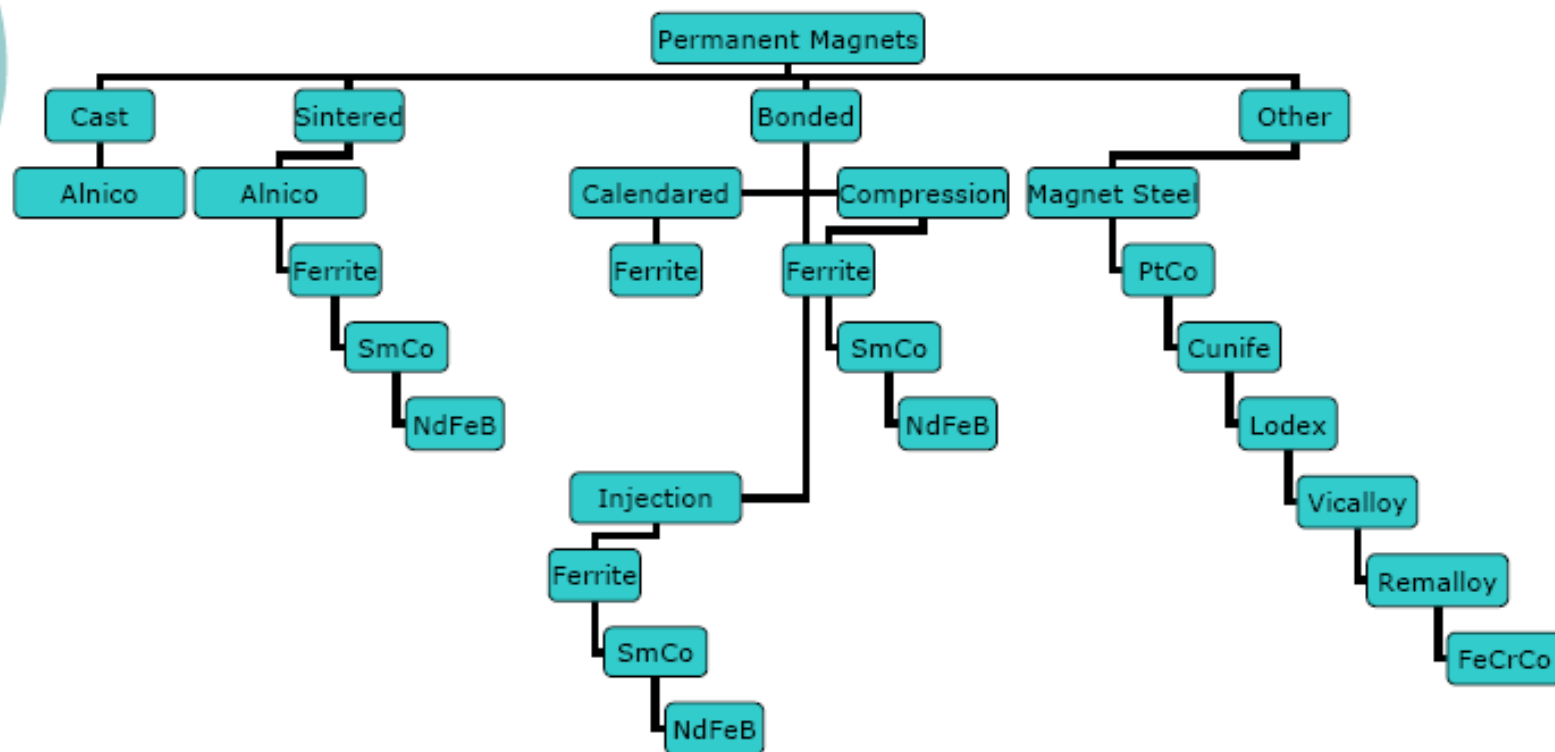 Permanent Magnets
Cast
Sintered
Bonded
Other
Alnico
Alnico
Calendared
Compression
Magnet Steel
Ferrite
Ferrite
Ferrite
PtCo
SmCo
SmCo
Cunife
NdFeB
NdFeB
Lodex
Injection
Vicalloy
Ferrite
Remalloy
SmCo
FeCrCo
NdFeB